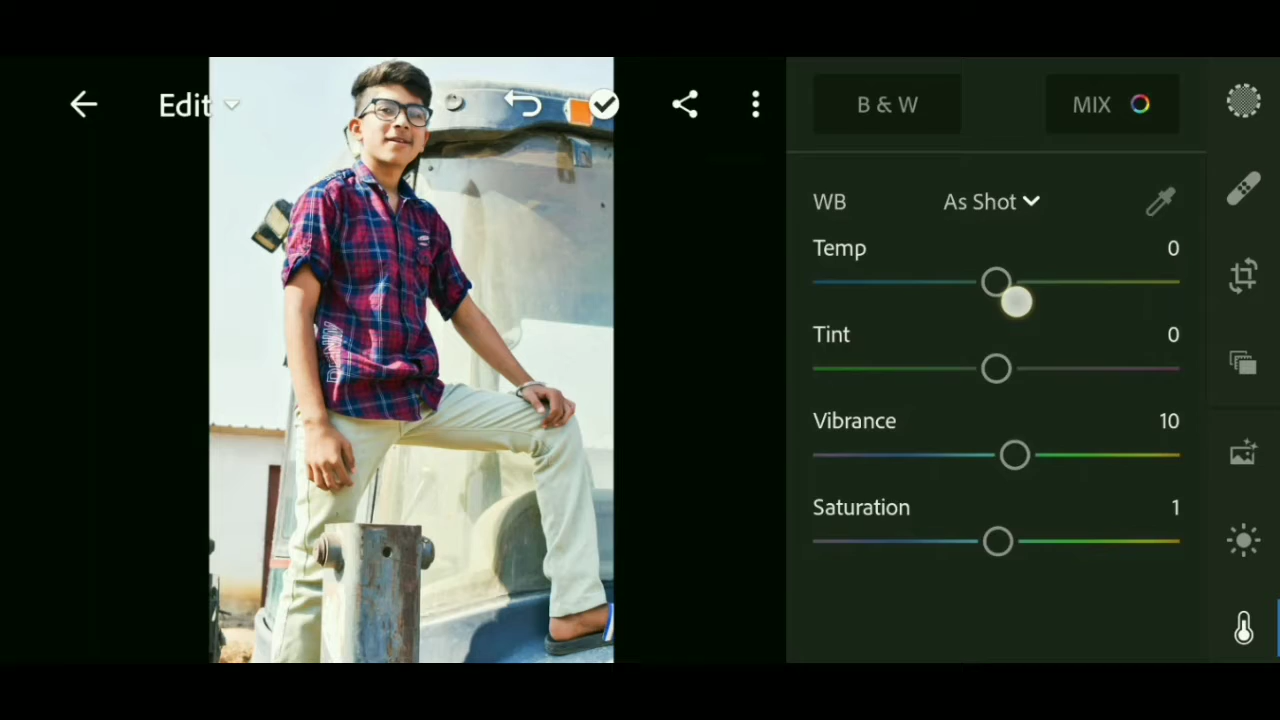 Edit
B & W
MIX
WB
As Shot
Temp
0
Tint
0
Vibrance
10
Saturation
1